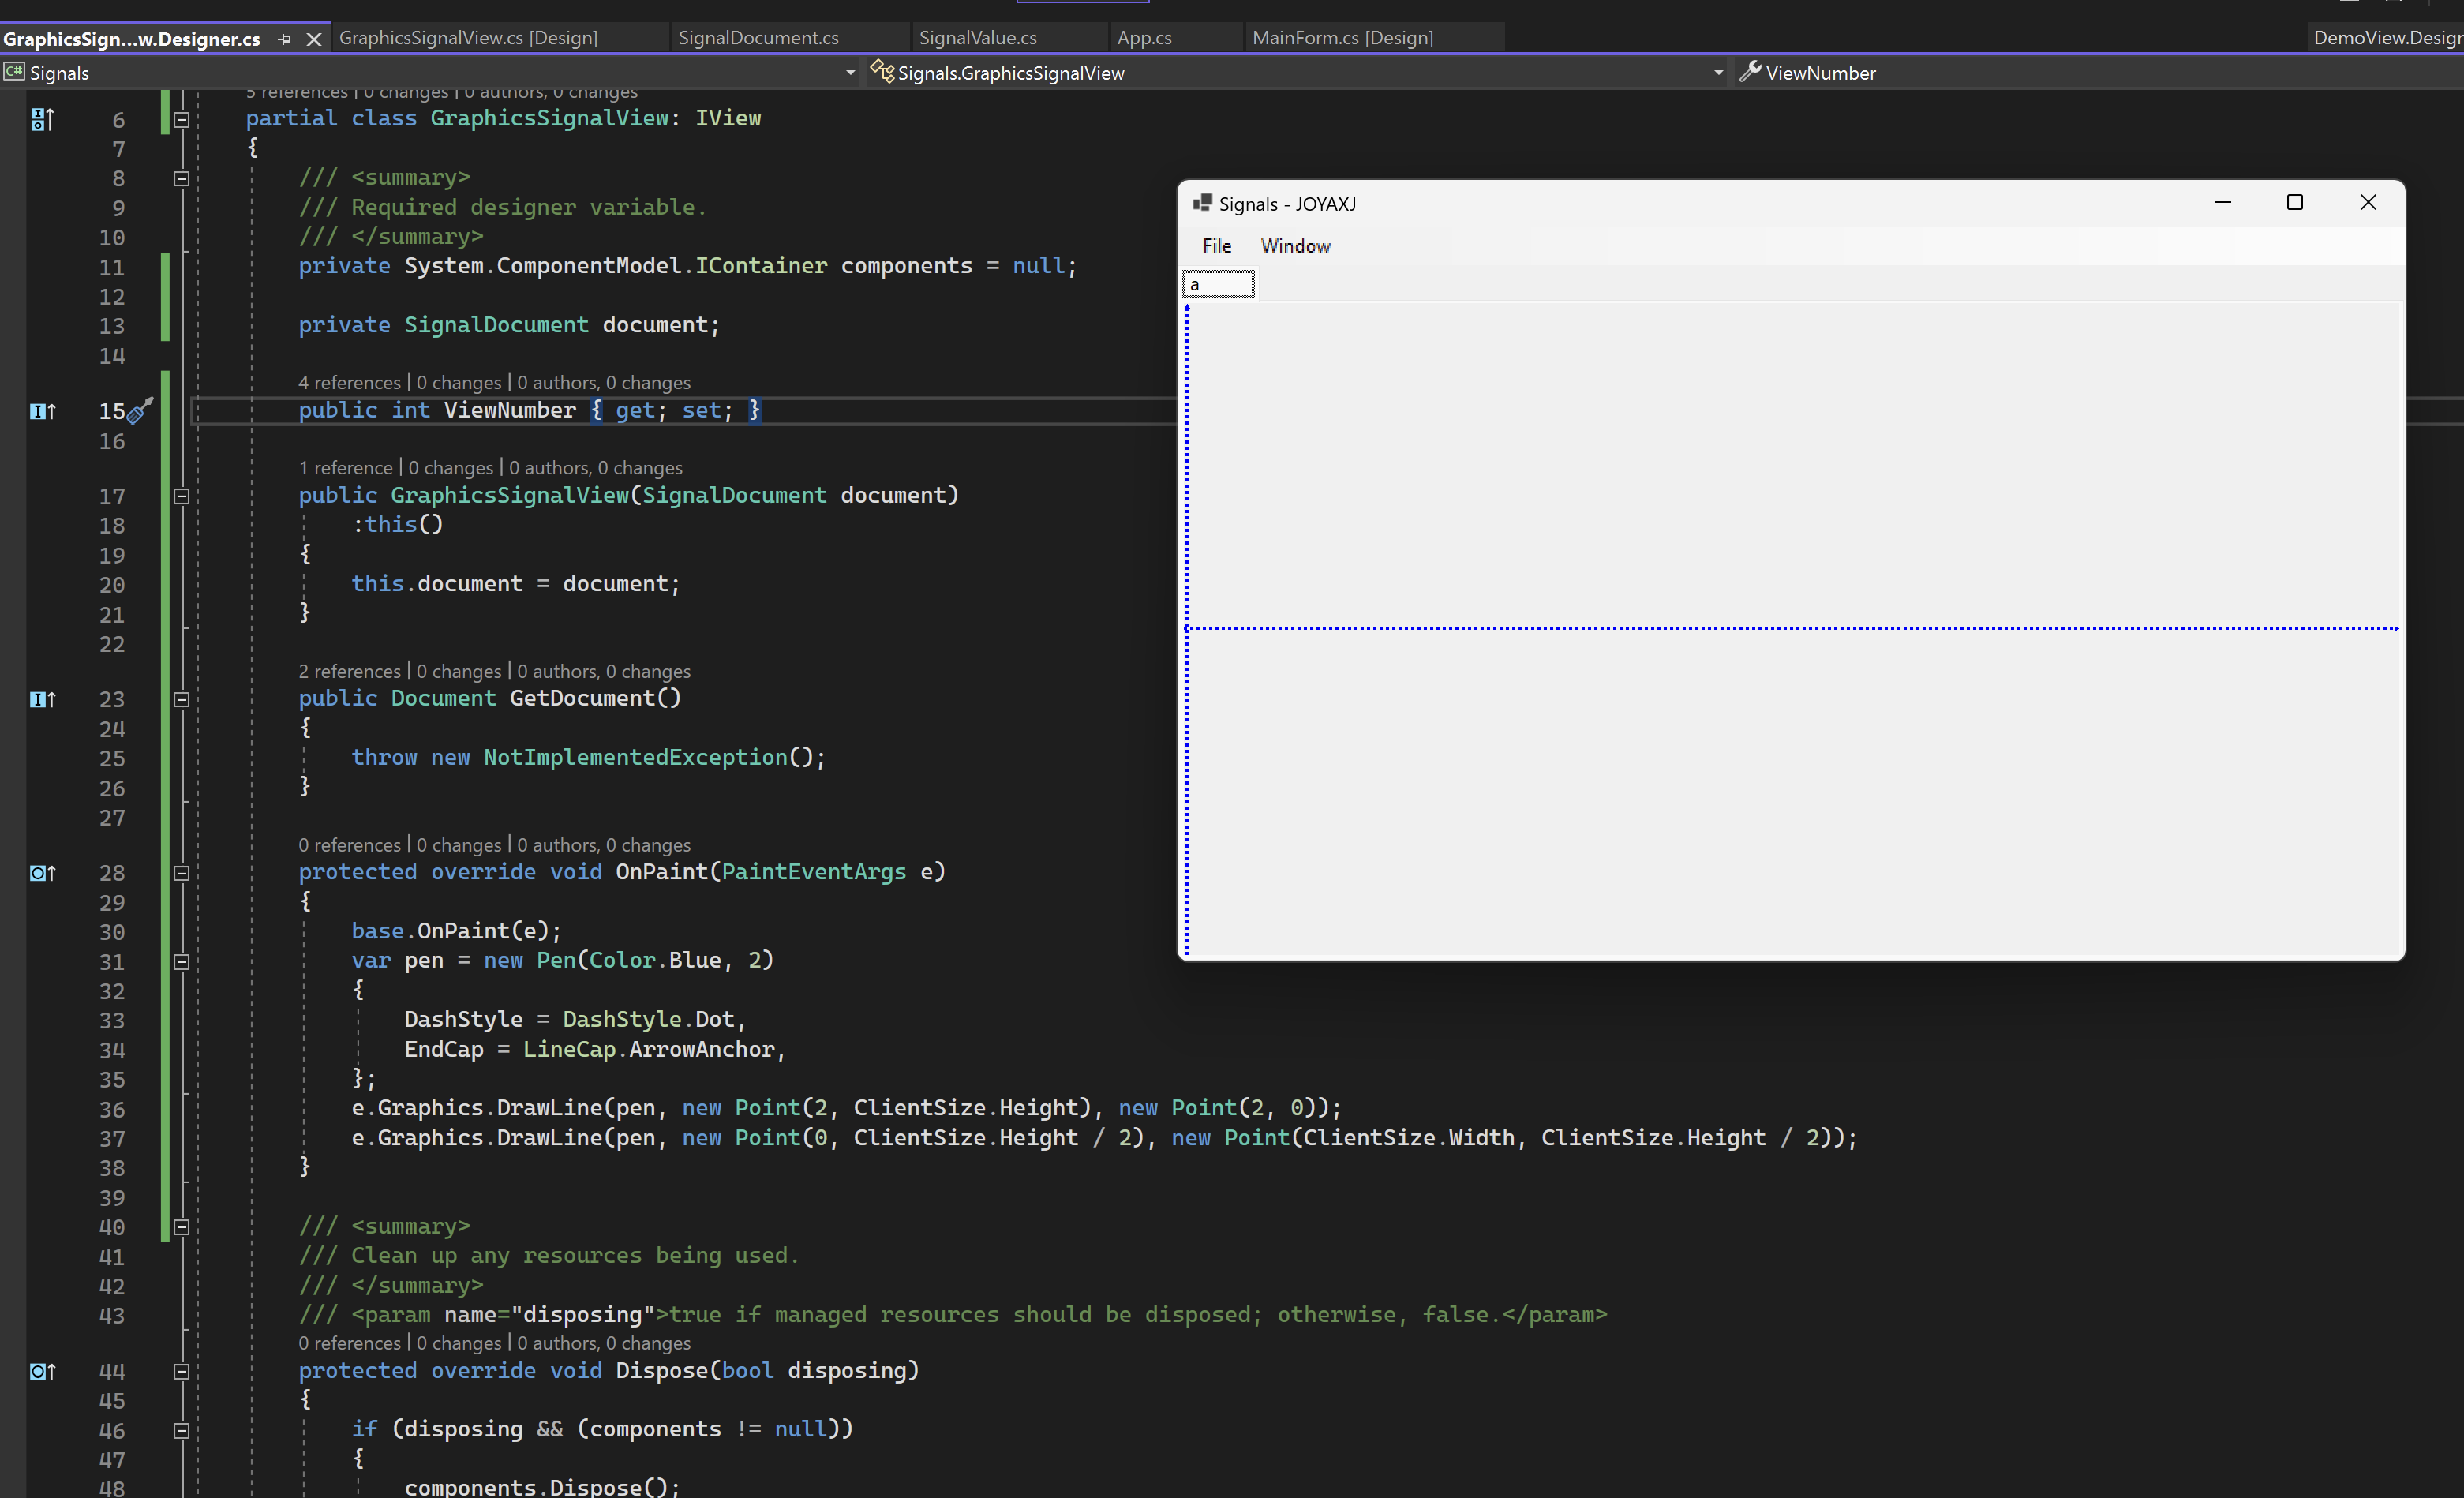 GraphicsSign...w.Designer.cs GraphicsSignalView.cs [Design] SignalDocument.cs SignalValue.cs App.cs MainForm.cs [Design] DemoView.Design
C# Signals Signals.GraphicsSignalView ViewNumber
5 references | 0 changes | 0 authors, 0 changes
6 partial class GraphicsSignalView: IView
7 {
8 /// <summary>
9 /// Required designer variable.
10 /// </summary>
11 private System.ComponentModel.IContainer components = null;
12
13 private SignalDocument document;
14
4 references | 0 changes | 0 authors, 0 changes
15 public int ViewNumber { get; set; }
16
1 reference | 0 changes | 0 authors, 0 changes
17 public GraphicsSignalView(SignalDocument document)
18 :this()
19 {
20 this.document = document;
21 }
22
2 references | 0 changes | 0 authors, 0 changes
23 public Document GetDocument()
24 {
25 throw new NotImplementedException();
26 }
27
0 references | 0 changes | 0 authors, 0 changes
28 protected override void OnPaint(PaintEventArgs e)
29 {
30 base.OnPaint(e);
31 var pen = new Pen(Color.Blue, 2)
32 {
33 DashStyle = DashStyle.Dot,
34 EndCap = LineCap.ArrowAnchor,
35 };
36 e.Graphics.DrawLine(pen, new Point(2, ClientSize.Height), new Point(2, 0));
37 e.Graphics.DrawLine(pen, new Point(0, ClientSize.Height / 2), new Point(ClientSize.Width, ClientSize.Height / 2));
38 }
39
40 /// <summary>
41 /// Clean up any resources being used.
42 /// </summary>
43 /// <param name="disposing">true if managed resources should be disposed; otherwise, false.</param>
0 references | 0 changes | 0 authors, 0 changes
44 protected override void Dispose(bool disposing)
45 {
46 if (disposing && (components != null))
47 {
48 components.Dispose();
Signals - JOYAXJ
File Window
a